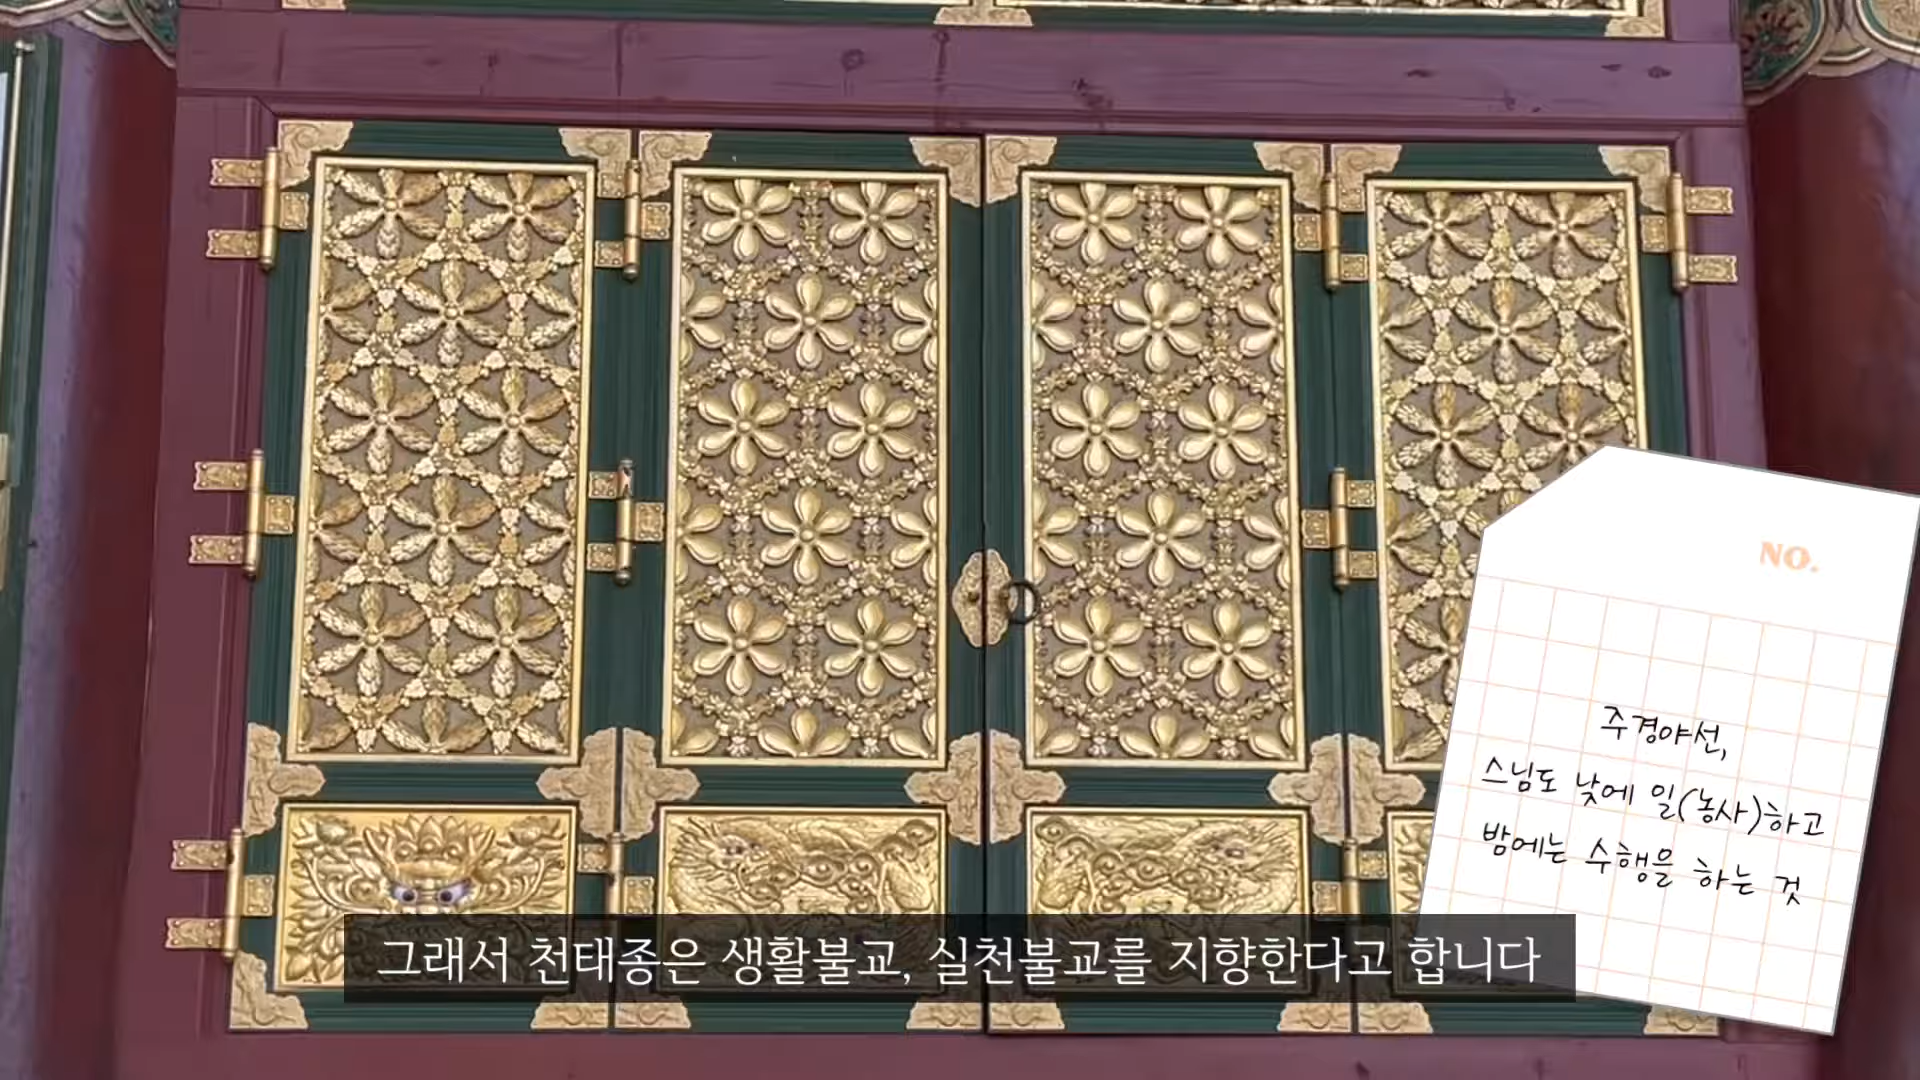 NO.
주경야선,
스님도 낮에 일(농사)하고
밤에는 수행을 하는 것
그래서 천태종은 생활불교, 실천불교를 지향한다고 합니다